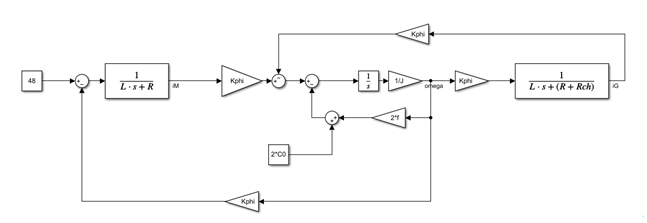 Kphi
48
1
L · s + R
iM
Kphi
1
s
1/J
omega
Kphi
1
L · s + (R + Rch)
iG
2*f
2*C0
Kphi